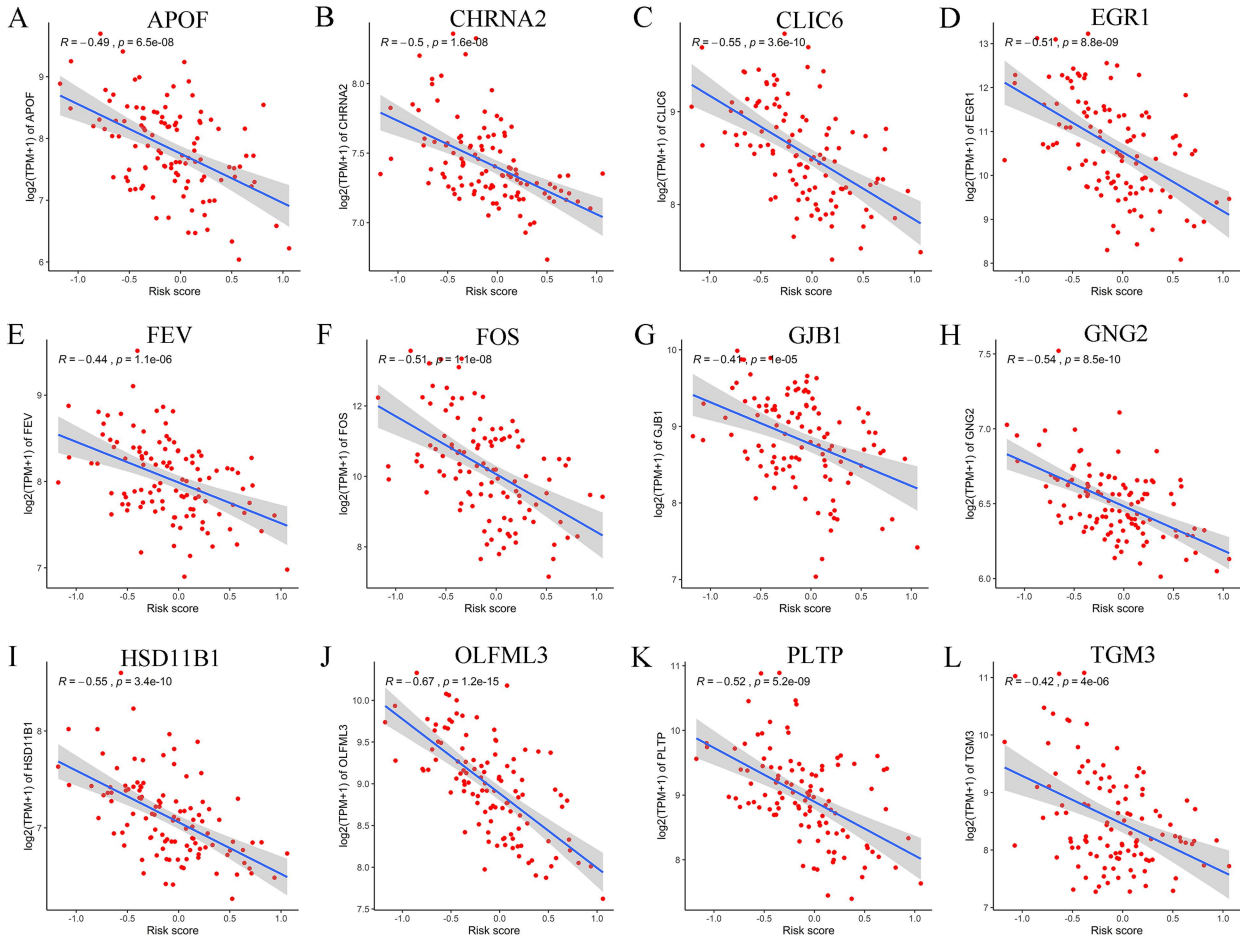 A
APOF
R = −0.49 , p = 6.5e-08
log2(TPM+1) of APOF
9
8
7
6
-1.0
-0.5
0.0
0.5
1.0
Risk score
B
CHRNA2
R = −0.5 , p = 1.6e-08
log2(TPM+1) of CHRNA2
8.0
7.5
7.0
-1.0
-0.5
0.0
0.5
1.0
Risk score
C
CLIC6
R = −0.55 , p = 3.6e-10
log2(TPM+1) of CLIC6
9
8
-1.0
-0.5
0.0
0.5
1.0
Risk score
D
EGR1
R = −0.51 , p = 8.8e-09
log2(TPM+1) of EGR1
13
12
11
10
9
8
-1.0
-0.5
0.0
0.5
1.0
Risk score
E
FEV
R = −0.44 , p = 1.1e-06
log2(TPM+1) of FEV
9
8
7
-1.0
-0.5
0.0
0.5
1.0
Risk score
F
FOS
R = −0.51 , p = 1.1e-08
log2(TPM+1) of FOS
12
10
8
-1.0
-0.5
0.0
0.5
1.0
Risk score
G
GJB1
R = −0.41 , p = 1e-05
log2(TPM+1) of GJB1
10
9
8
7
-1.0
-0.5
0.0
0.5
1.0
Risk score
H
GNG2
R = −0.54 , p = 8.5e-10
log2(TPM+1) of GNG2
7.5
7.0
6.5
6.0
-1.0
-0.5
0.0
0.5
1.0
Risk score
I
HSD11B1
R = −0.55 , p = 3.4e-10
log2(TPM+1) of HSD11B1
8
7
-1.0
-0.5
0.0
0.5
1.0
Risk score
J
OLFML3
R = −0.67 , p = 1.2e-15
log2(TPM+1) of OLFML3
10.0
9.5
9.0
8.5
8.0
7.5
-1.0
-0.5
0.0
0.5
1.0
Risk score
K
PLTP
R = −0.52 , p = 5.2e-09
log2(TPM+1) of PLTP
11
10
9
8
-1.0
-0.5
0.0
0.5
1.0
Risk score
L
TGM3
R = −0.42 , p = 4e-06
log2(TPM+1) of TGM3
11
10
9
8
7
-1.0
-0.5
0.0
0.5
1.0
Risk score